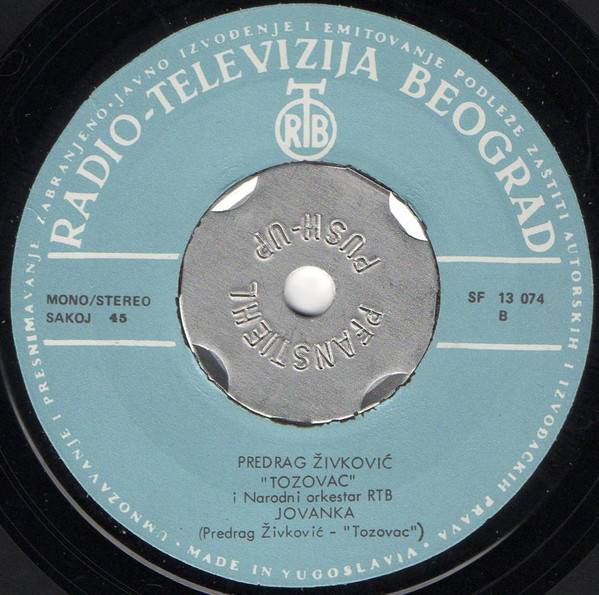 UMNOŽAVANJE I PRESNIMAVANJE ZABRANJENO · JAVNO IZVOĐENJE I EMITOVANJE PODLEŽE ZAŠTITI AUTORSKIH I IZVOĐAČKIH PRAVA ·
RADIO-TELEVIZIJA BEOGRAD
RTB
PUSH-UP
PFANSTIEHL
MONO/STEREO
SAKOJ 45
SF 13 074
B
PREDRAG ŽIVKOVIĆ
"TOZOVAC"
i Narodni orkestar RTB
JOVANKA
(Predrag Živković - "Tozovac")
MADE IN YUGOSLAVIA ·